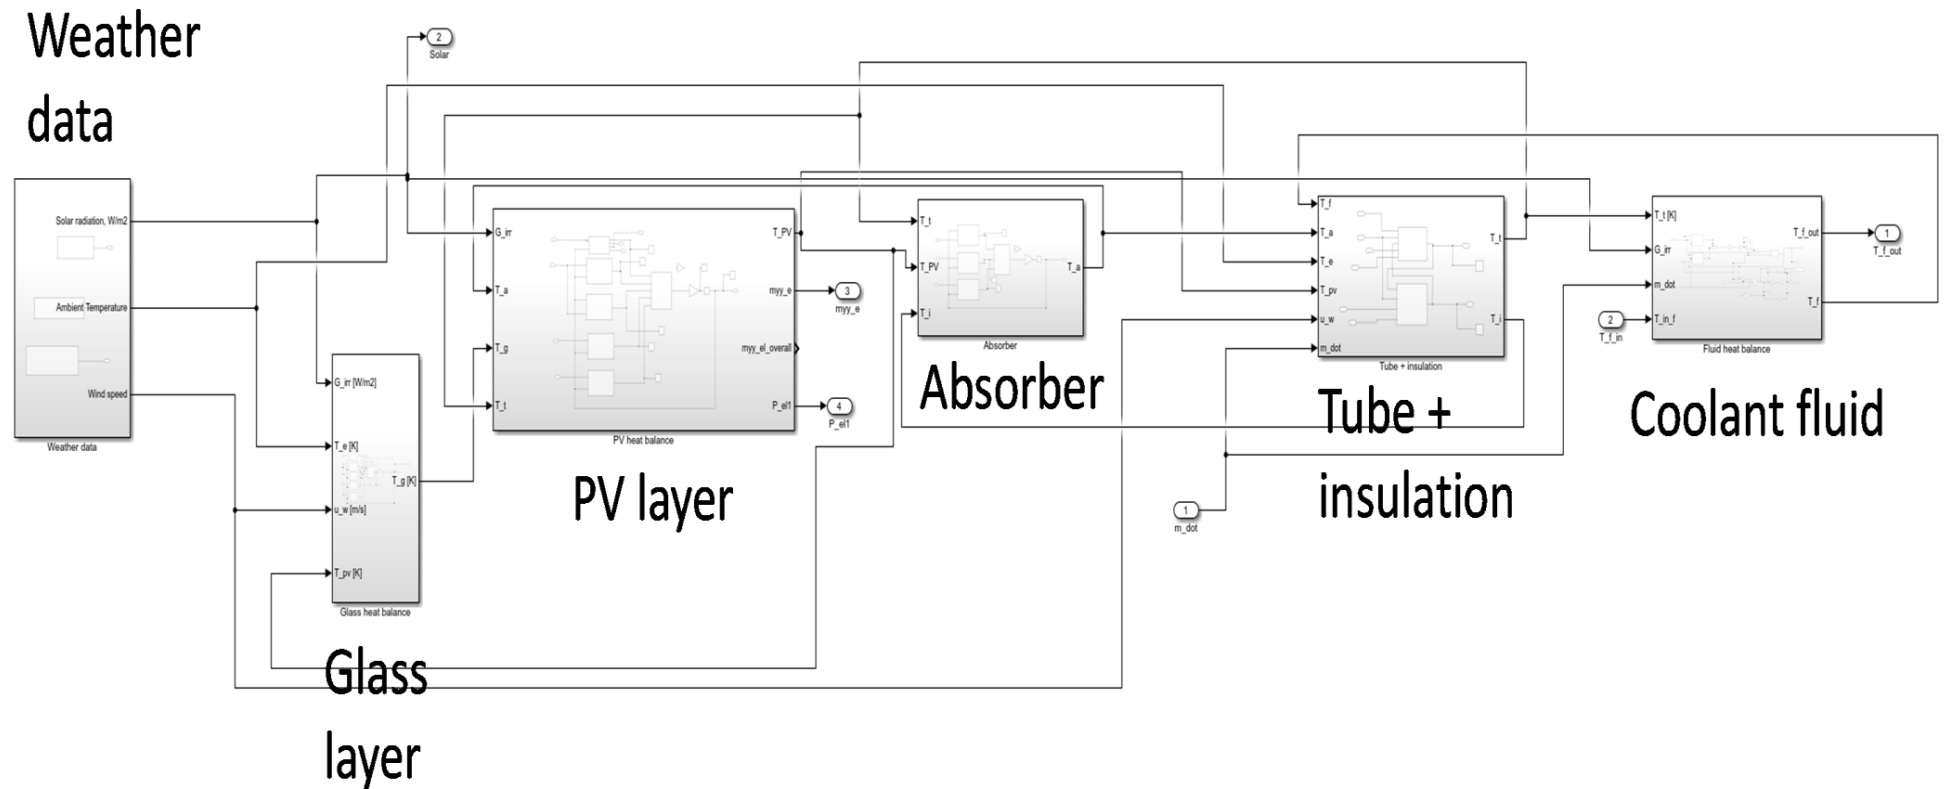 Weather
data
2
Solar
Solar radiation, W/m2
Ambient Temperature
Wind speed
Weather data
G_irr [W/m2]
T_e [K]
u_w [m/s]
T_pv [K]
T_g [K]
Glass heat balance
Glass
layer
G_irr
T_a
T_g
T_t
T_PV
myy_e
myy_el_overall
P_el1
PV heat balance
PV layer
3
myy_e
4
P_el1
T_t
T_PV
T_i
T_a
Absorber
Absorber
T_f
T_a
T_e
T_pv
u_w
m_dot
T_t
T_i
Tube + insulation
Tube +
insulation
1
m_dot
2
T_f_in
T_t [K]
G_irr
m_dot
T_in_f
T_f_out
T_f
Fluid heat balance
Coolant fluid
1
T_f_out